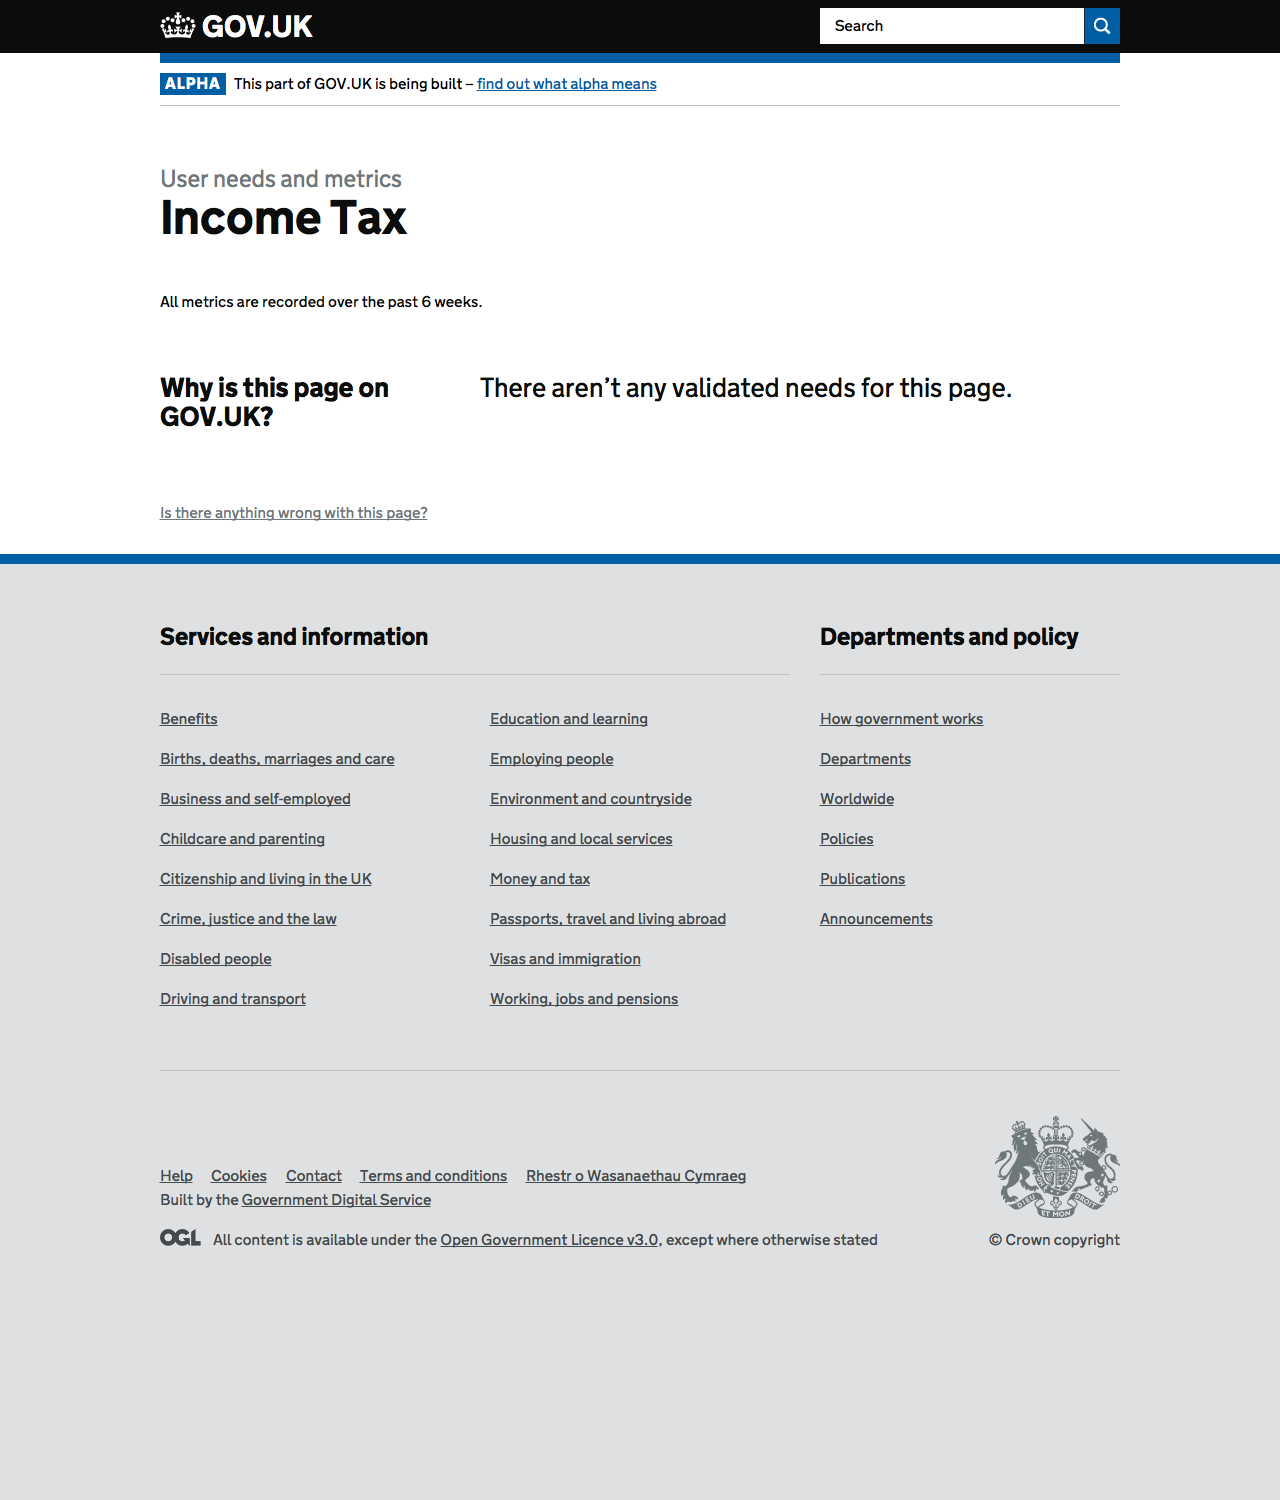 GOV.UK
Search
ALPHA This part of GOV.UK is being built – find out what alpha means
User needs and metrics
Income Tax
All metrics are recorded over the past 6 weeks.
Why is this page on
GOV.UK?
There aren’t any validated needs for this page.
Is there anything wrong with this page?
Services and information
Benefits
Births, deaths, marriages and care
Business and self-employed
Childcare and parenting
Citizenship and living in the UK
Crime, justice and the law
Disabled people
Driving and transport
Education and learning
Employing people
Environment and countryside
Housing and local services
Money and tax
Passports, travel and living abroad
Visas and immigration
Working, jobs and pensions
Departments and policy
How government works
Departments
Worldwide
Policies
Publications
Announcements
Help Cookies Contact Terms and conditions Rhestr o Wasanaethau Cymraeg
Built by the Government Digital Service
OGL All content is available under the Open Government Licence v3.0, except where otherwise stated
DIEU ET MON DROIT
© Crown copyright